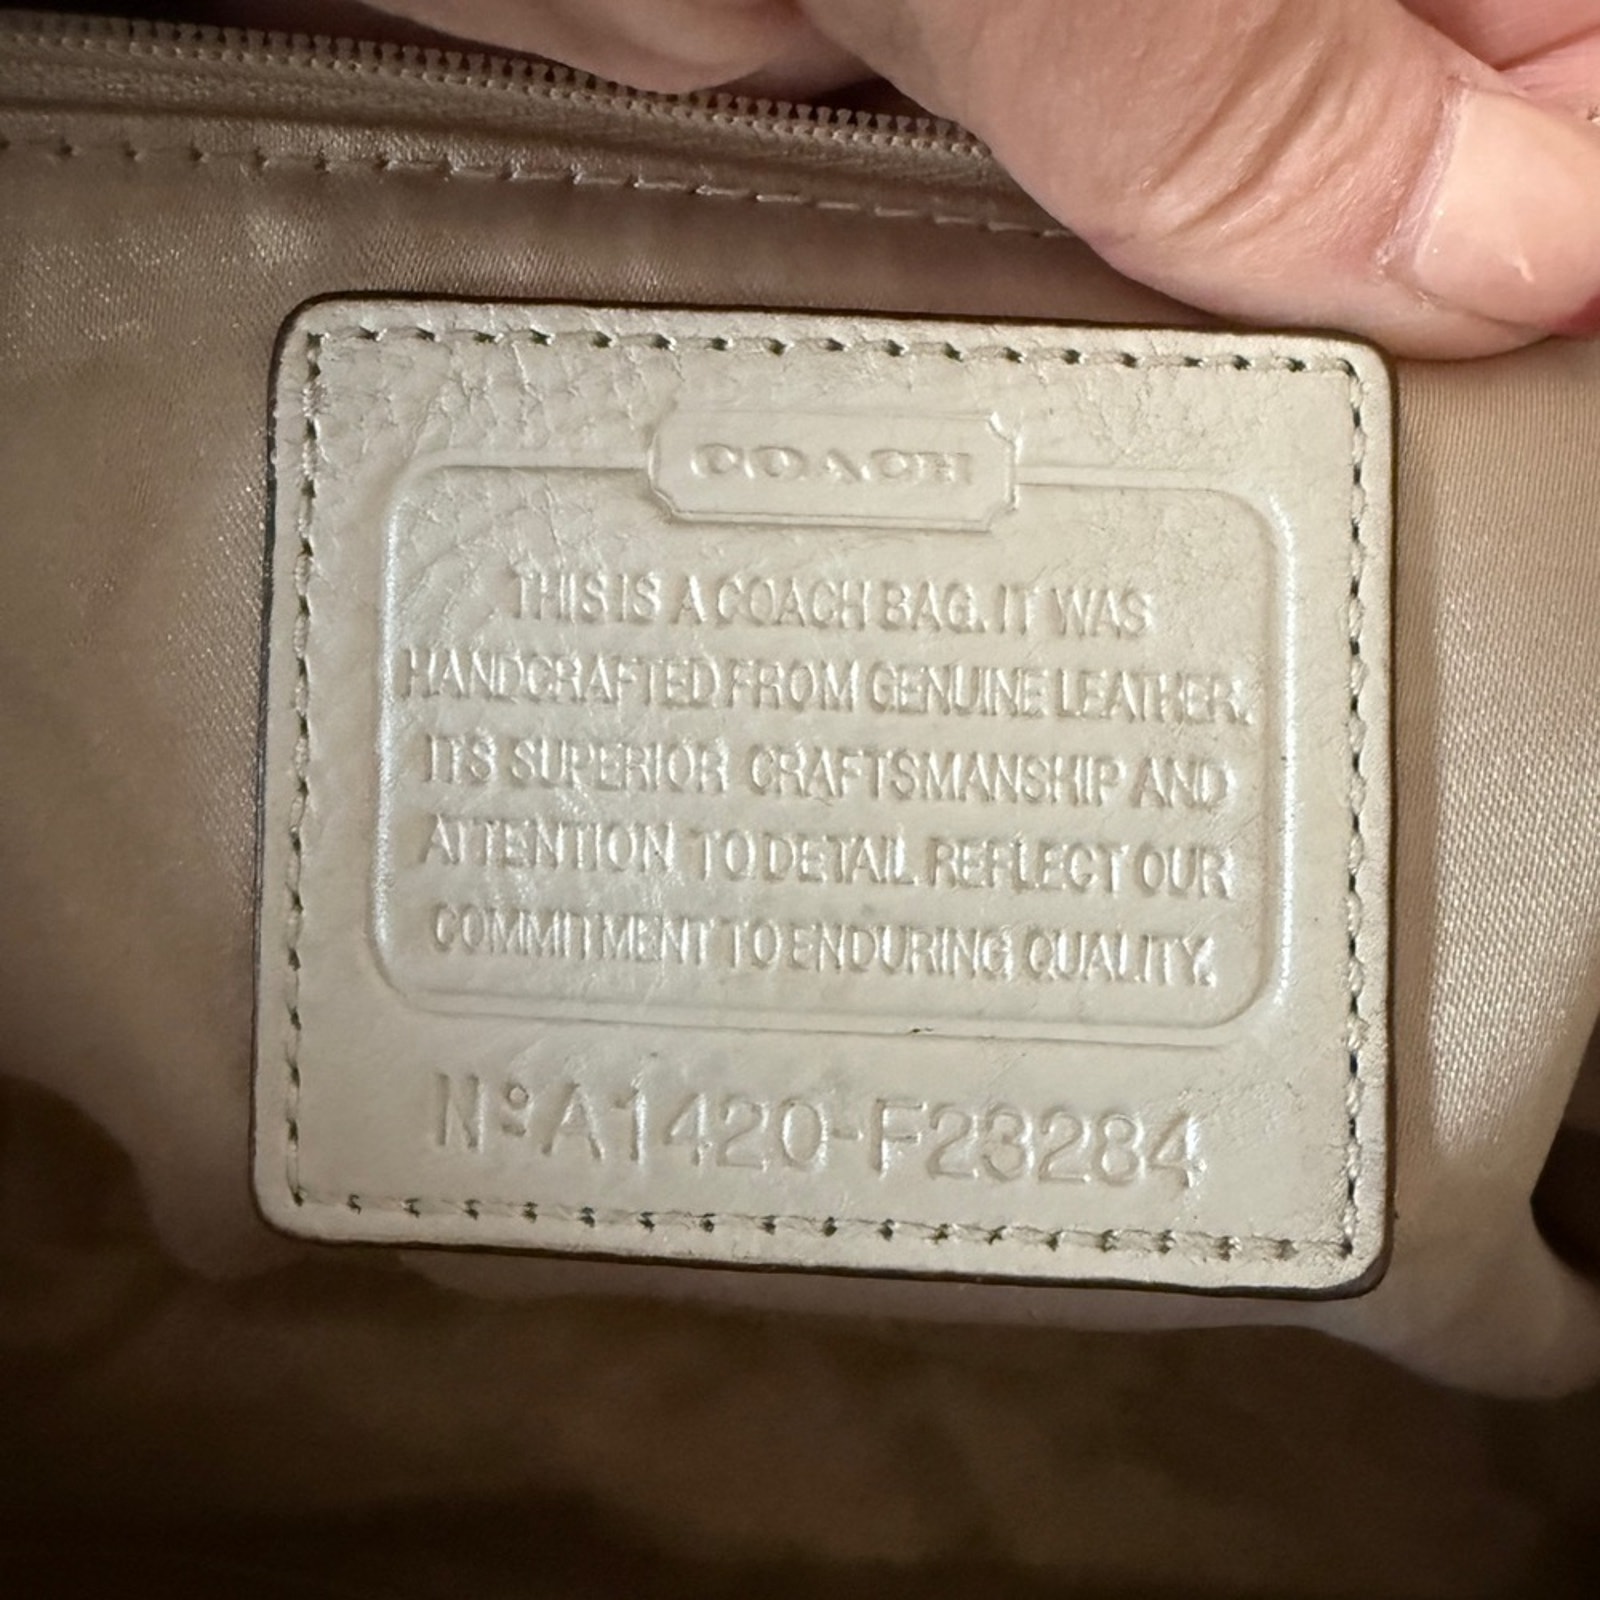 COACH
THIS IS A COACH BAG. IT WAS
HANDCRAFTED FROM GENUINE LEATHER.
ITS SUPERIOR CRAFTSMANSHIP AND
ATTENTION TO DETAIL REFLECT OUR
COMMITMENT TO ENDURING QUALITY.
Nº A1420-F23284